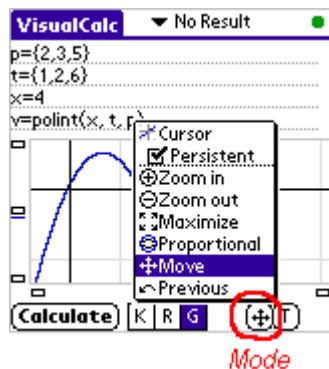 VisualCalc ▼ No Result
p={2,3,5}
t={1,2,6}
x=4
y=polint(x, t, p)
Cursor
Persistent
Zoom in
Zoom out
Maximize
Proportional
Move
Previous
Calculate K R G T
Mode